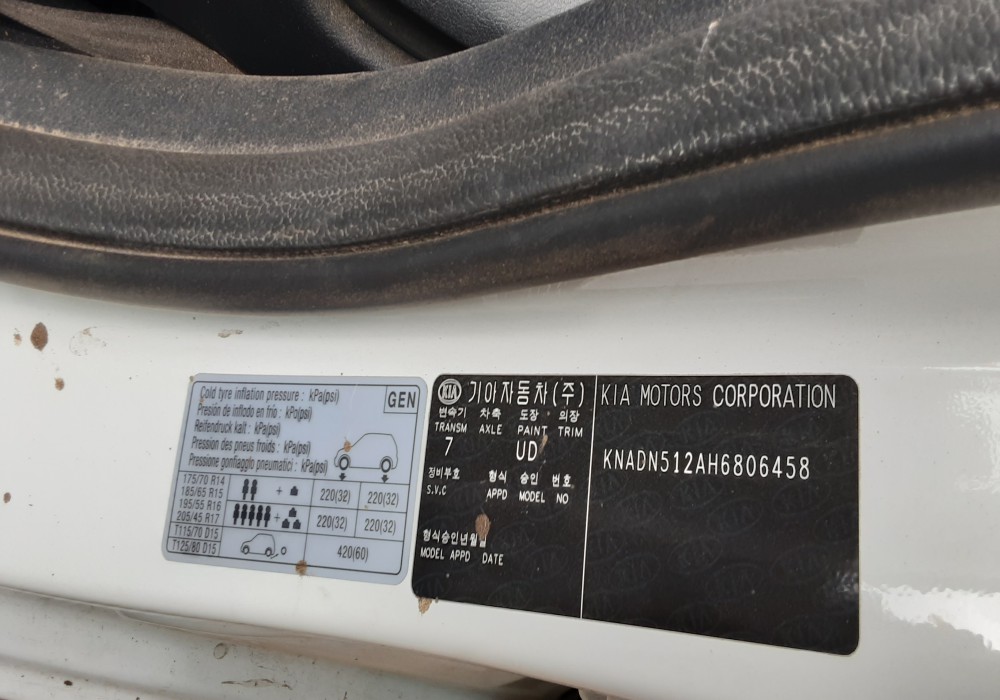 Cold tyre inflation pressure : kPa(psi)
Presión de inflodo en frio : kPo(psi)
Reifendruck kalt : kPa(psi)
Pression des pneus froids : kPa(psi)
Pressione gonfiaggio pneumatici : kPa(psi)
GEN
175/70 R14
185/65 R15
195/55 R16
205/45 R17
+
220(32) 220(32)
+
220(32) 220(32)
T115/70 D15
T125/80 D15
420(60)
KIA 기아자동차(주)
변속기 차축 도장 의장
TRANSM AXLE PAINT TRIM
7 UD
정비부호 형식 승인 번호
S.V.C APPD MODEL NO
형식승인년월일
MODEL APPD DATE
KIA MOTORS CORPORATION
KNADN512AH6806458